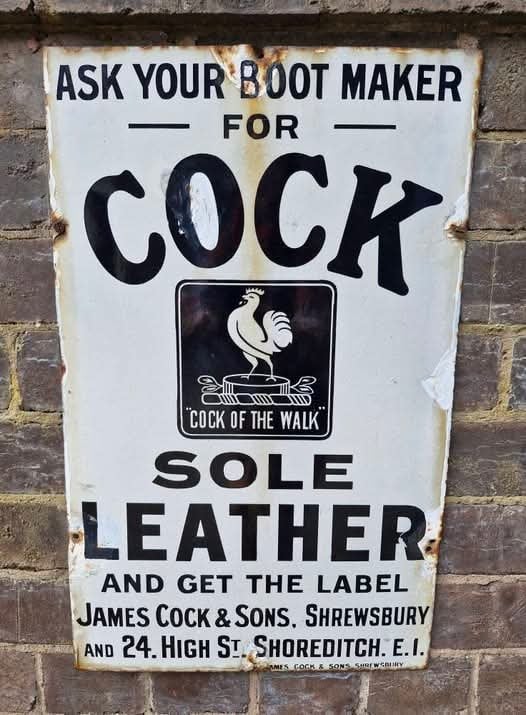 ASK YOUR BOOT MAKER
— FOR —
COCK
"COCK OF THE WALK"
SOLE
LEATHER
AND GET THE LABEL
JAMES COCK & SONS, SHREWSBURY
AND 24. HIGH ST. SHOREDITCH. E.1.
JAMES COCK & SONS SHREWSBURY